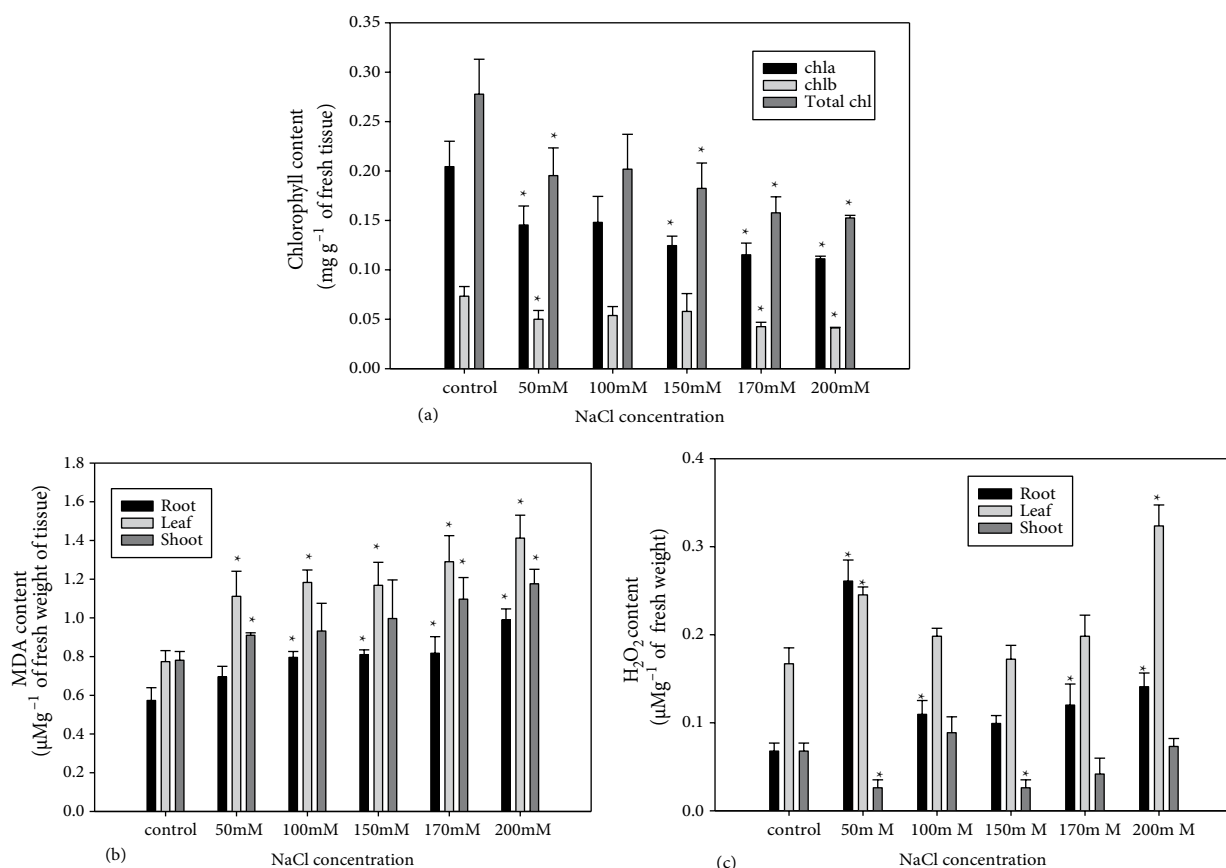 0.35
0.30
0.25
0.20
0.15
0.10
0.05
0.00
Chlorophyll content
(mg g⁻¹ of fresh tissue)
chla
chlb
Total chl
* * *
*
* * *
* * *
* * *
control 50mM 100mM 150mM 170mM 200mM
(a)
NaCl concentration
1.8
1.6
1.4
1.2
1.0
0.8
0.6
0.4
0.2
0.0
MDA content
(μMg⁻¹ of fresh weight of tissue)
Root
Leaf
Shoot
* *
* *
* *
* * *
* * *
control 50mM 100mM 150mM 170mM 200mM
(b)
NaCl concentration
0.4
0.3
0.2
0.1
0.0
H₂O₂ content
(μMg⁻¹ of fresh weight)
Root
Leaf
Shoot
* * *
*
*
*
* *
control 50m M 100m M 150m M 170m M 200m M
(c)
NaCl concentration